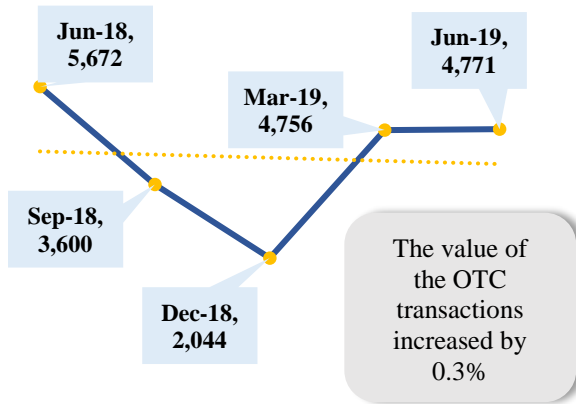 Jun-18,
5,672
Jun-19,
4,771
Mar-19,
4,756
Sep-18,
3,600
Dec-18,
2,044
The value of
the OTC
transactions
increased by
0.3%